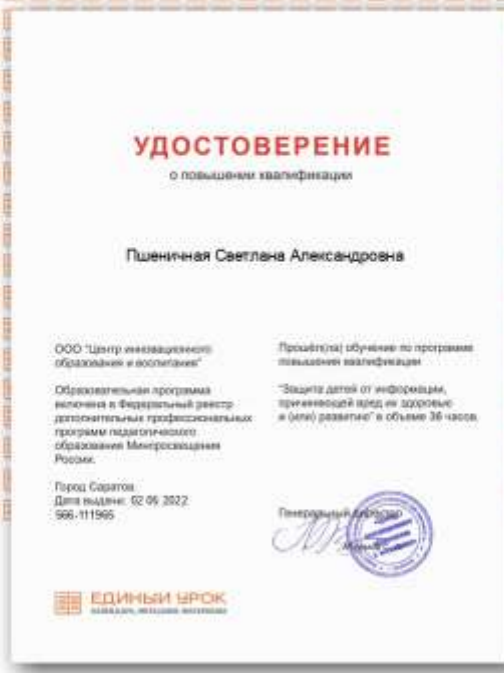 УДОСТОВЕРЕНИЕ
о повышении квалификации
Пшеничная Светлана Александровна
ООО "Центр инновационного
образования и воспитания"
Образовательная программа
включена в Федеральный реестр
дополнительных профессиональных
программ педагогического
образования Минпросвещения
России.
Город Саратов
Дата выдачи: 02.05.2022
566-111965
Прошёл(ла) обучение по программе
повышения квалификации
"Защита детей от информации,
причиняющей вред их здоровью
и (или) развитию" в объеме 36 часов.
Генеральный директор
ЕДИНЫЙ УРОК